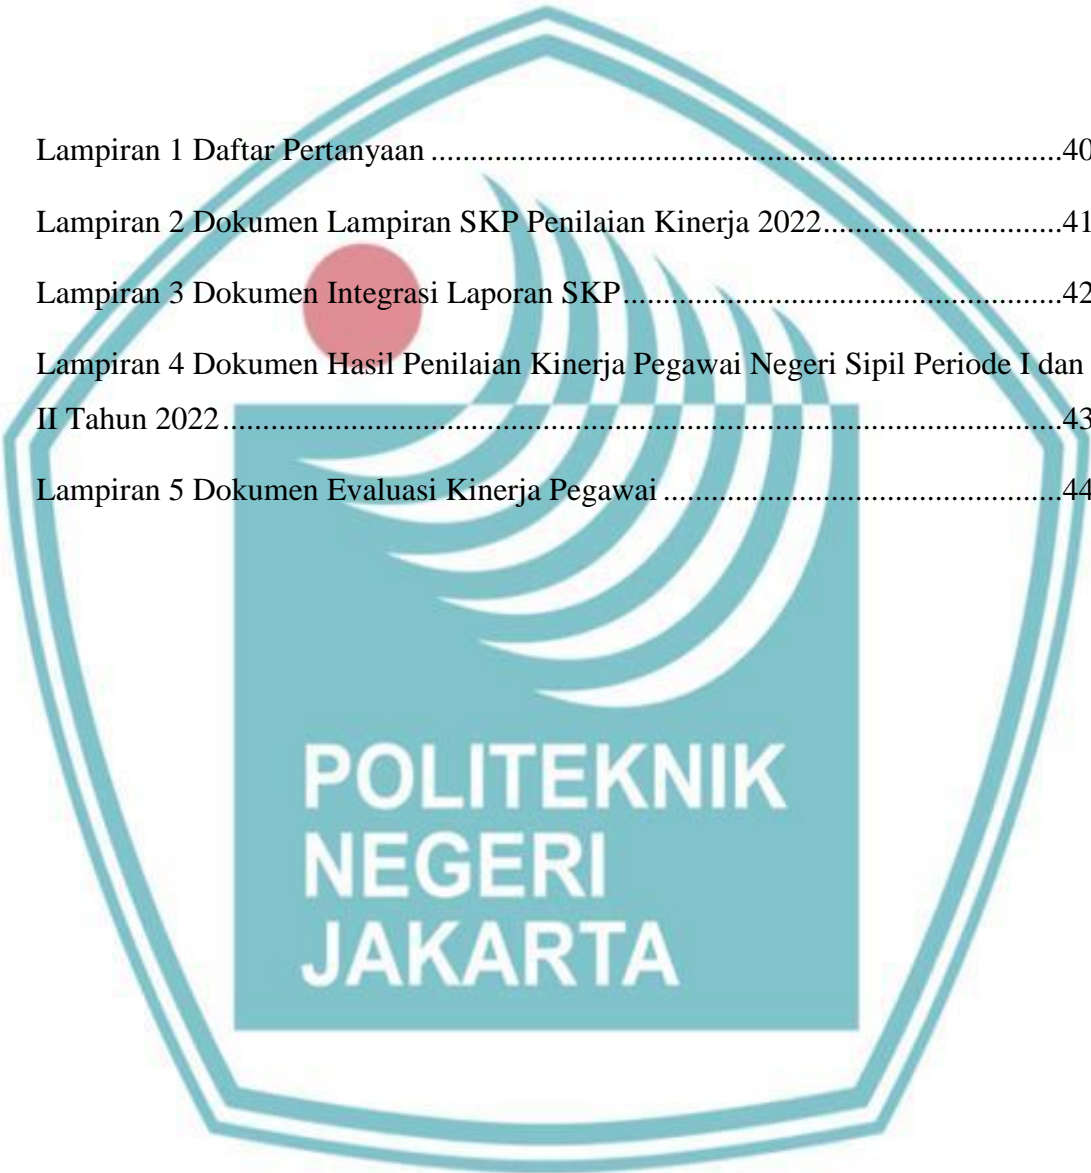 Lampiran 1 Daftar Pertanyaan ....................................................................40
Lampiran 2 Dokumen Lampiran SKP Penilaian Kinerja 2022..........................41
Lampiran 3 Dokumen Integrasi Laporan SKP................................................42
Lampiran 4 Dokumen Hasil Penilaian Kinerja Pegawai Negeri Sipil Periode I dan
II Tahun 2022..........................................................................................43
Lampiran 5 Dokumen Evaluasi Kinerja Pegawai ...........................................44
POLITEKNIK
NEGERI
JAKARTA